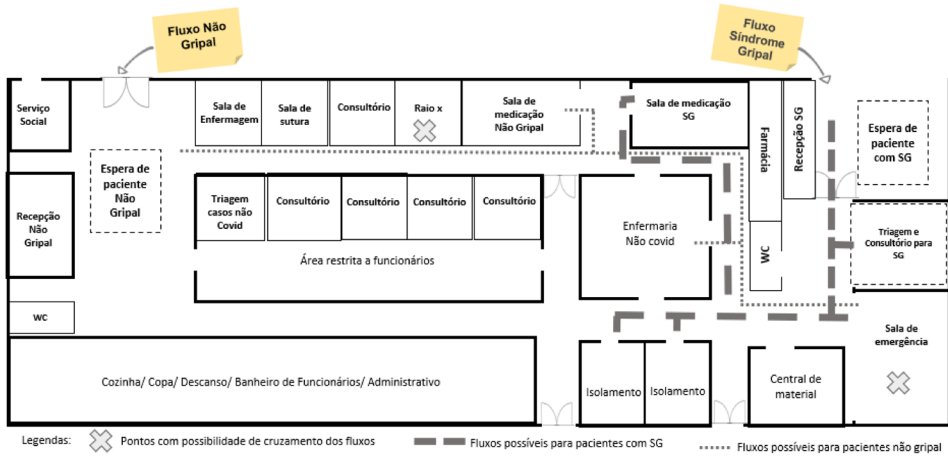 Fluxo Não
Gripal
Fluxo
Síndrome
Gripal
Serviço
Social
Sala de
Enfermagem
Sala de
sutura
Consultório
Raio x
Sala de
medicação
Não Gripal
Sala de medicação
SG
Farmácia
Recepção SG
Espera de
paciente
com SG
Espera de
paciente
Não
Gripal
Recepção
Não
Gripal
Triagem
casos não
Covid
Consultório
Consultório
Consultório
Consultório
Enfermaria
Não covid
WC
Triagem e
Consultório para
SG
Área restrita a funcionários
WC
Sala de
emergência
Cozinha/ Copa/ Descanso/ Banheiro de Funcionários/ Administrativo
Isolamento
Isolamento
Central de
material
Legendas:
Pontos com possibilidade de cruzamento dos fluxos
Fluxos possíveis para pacientes com SG
Fluxos possíveis para pacientes não gripal